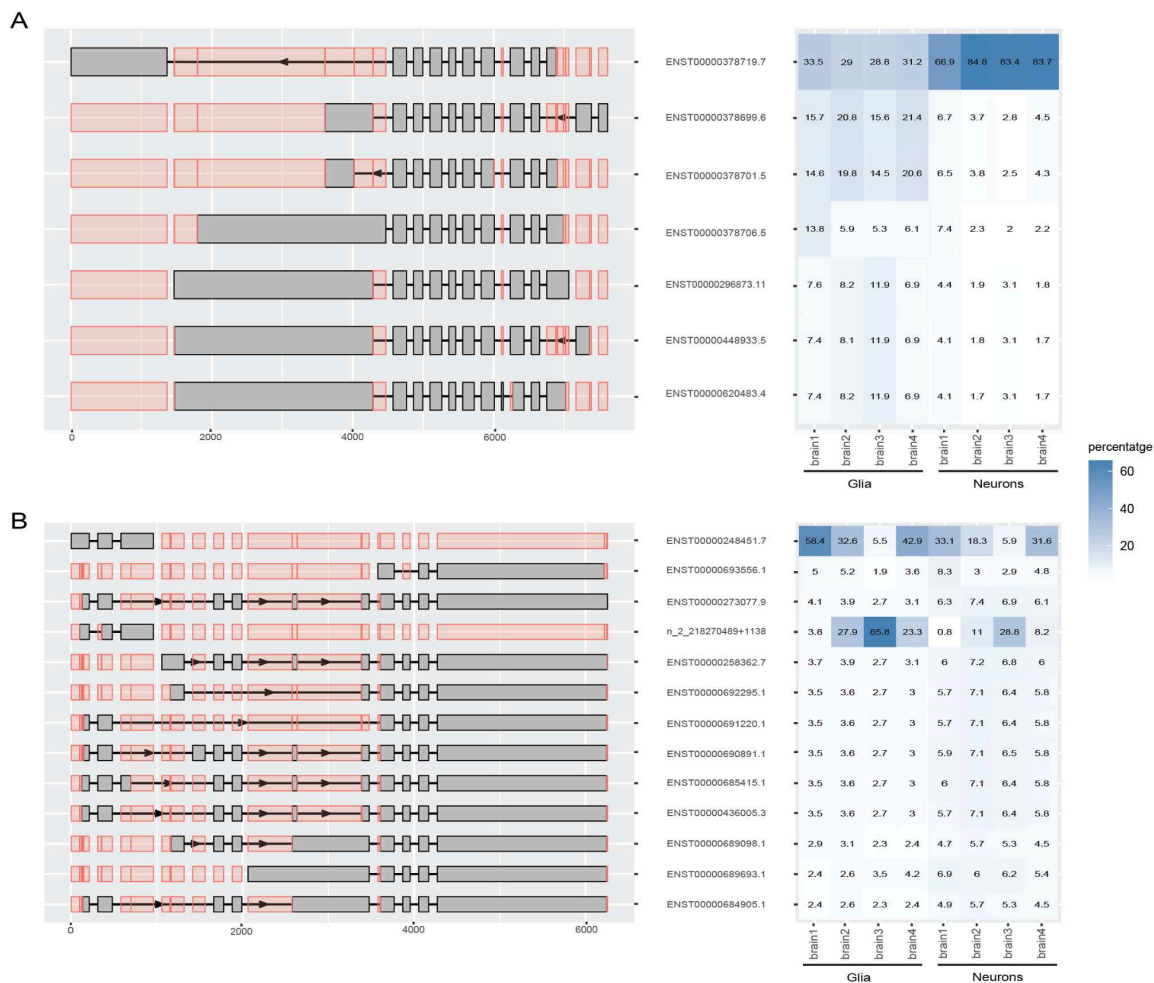 A
ENST00000378719.7 33.5 29 28.8 31.2 66.9 84.8 83.4 83.7
ENST00000378699.6 15.7 20.8 15.6 21.4 6.7 3.7 2.8 4.5
ENST00000378701.5 14.6 19.8 14.5 20.6 6.5 3.8 2.5 4.3
ENST00000378706.5 13.8 5.9 5.3 6.1 7.4 2.3 2 2.2
ENST00000296873.11 7.6 8.2 11.9 6.9 4.4 1.9 3.1 1.8
ENST00000448933.5 7.4 8.1 11.9 6.9 4.1 1.8 3.1 1.7
ENST00000620483.4 7.4 8.2 11.9 6.9 4.1 1.7 3.1 1.7
0 2000 4000 6000
brain1 brain2 brain3 brain4 brain1 brain2 brain3 brain4
Glia Neurons
percentatge
60
40
20
B
ENST00000248451.7 58.4 32.6 5.5 42.9 33.1 18.3 5.9 31.6
ENST00000693556.1 5 5.2 1.9 3.6 8.3 3 2.9 4.8
ENST00000273077.9 4.1 3.9 2.7 3.1 6.3 7.4 6.9 6.1
n_2_218270489+1138 3.8 27.9 65.8 23.3 0.8 11 28.8 8.2
ENST00000258362.7 3.7 3.9 2.7 3.1 6 7.2 6.8 6
ENST00000692295.1 3.5 3.6 2.7 3 5.7 7.1 6.4 5.8
ENST00000691220.1 3.5 3.6 2.7 3 5.7 7.1 6.4 5.8
ENST00000690891.1 3.5 3.6 2.7 3 5.9 7.1 6.5 5.8
ENST00000685415.1 3.5 3.6 2.7 3 6 7.1 6.4 5.8
ENST00000436005.3 3.5 3.6 2.7 3 5.7 7.1 6.4 5.8
ENST00000689098.1 2.9 3.1 2.3 2.4 4.7 5.7 5.3 4.5
ENST00000689693.1 2.4 2.6 3.5 4.2 6.9 6 6.2 5.4
ENST00000684905.1 2.4 2.6 2.3 2.4 4.9 5.7 5.3 4.5
0 2000 4000 6000
brain1 brain2 brain3 brain4 brain1 brain2 brain3 brain4
Glia Neurons